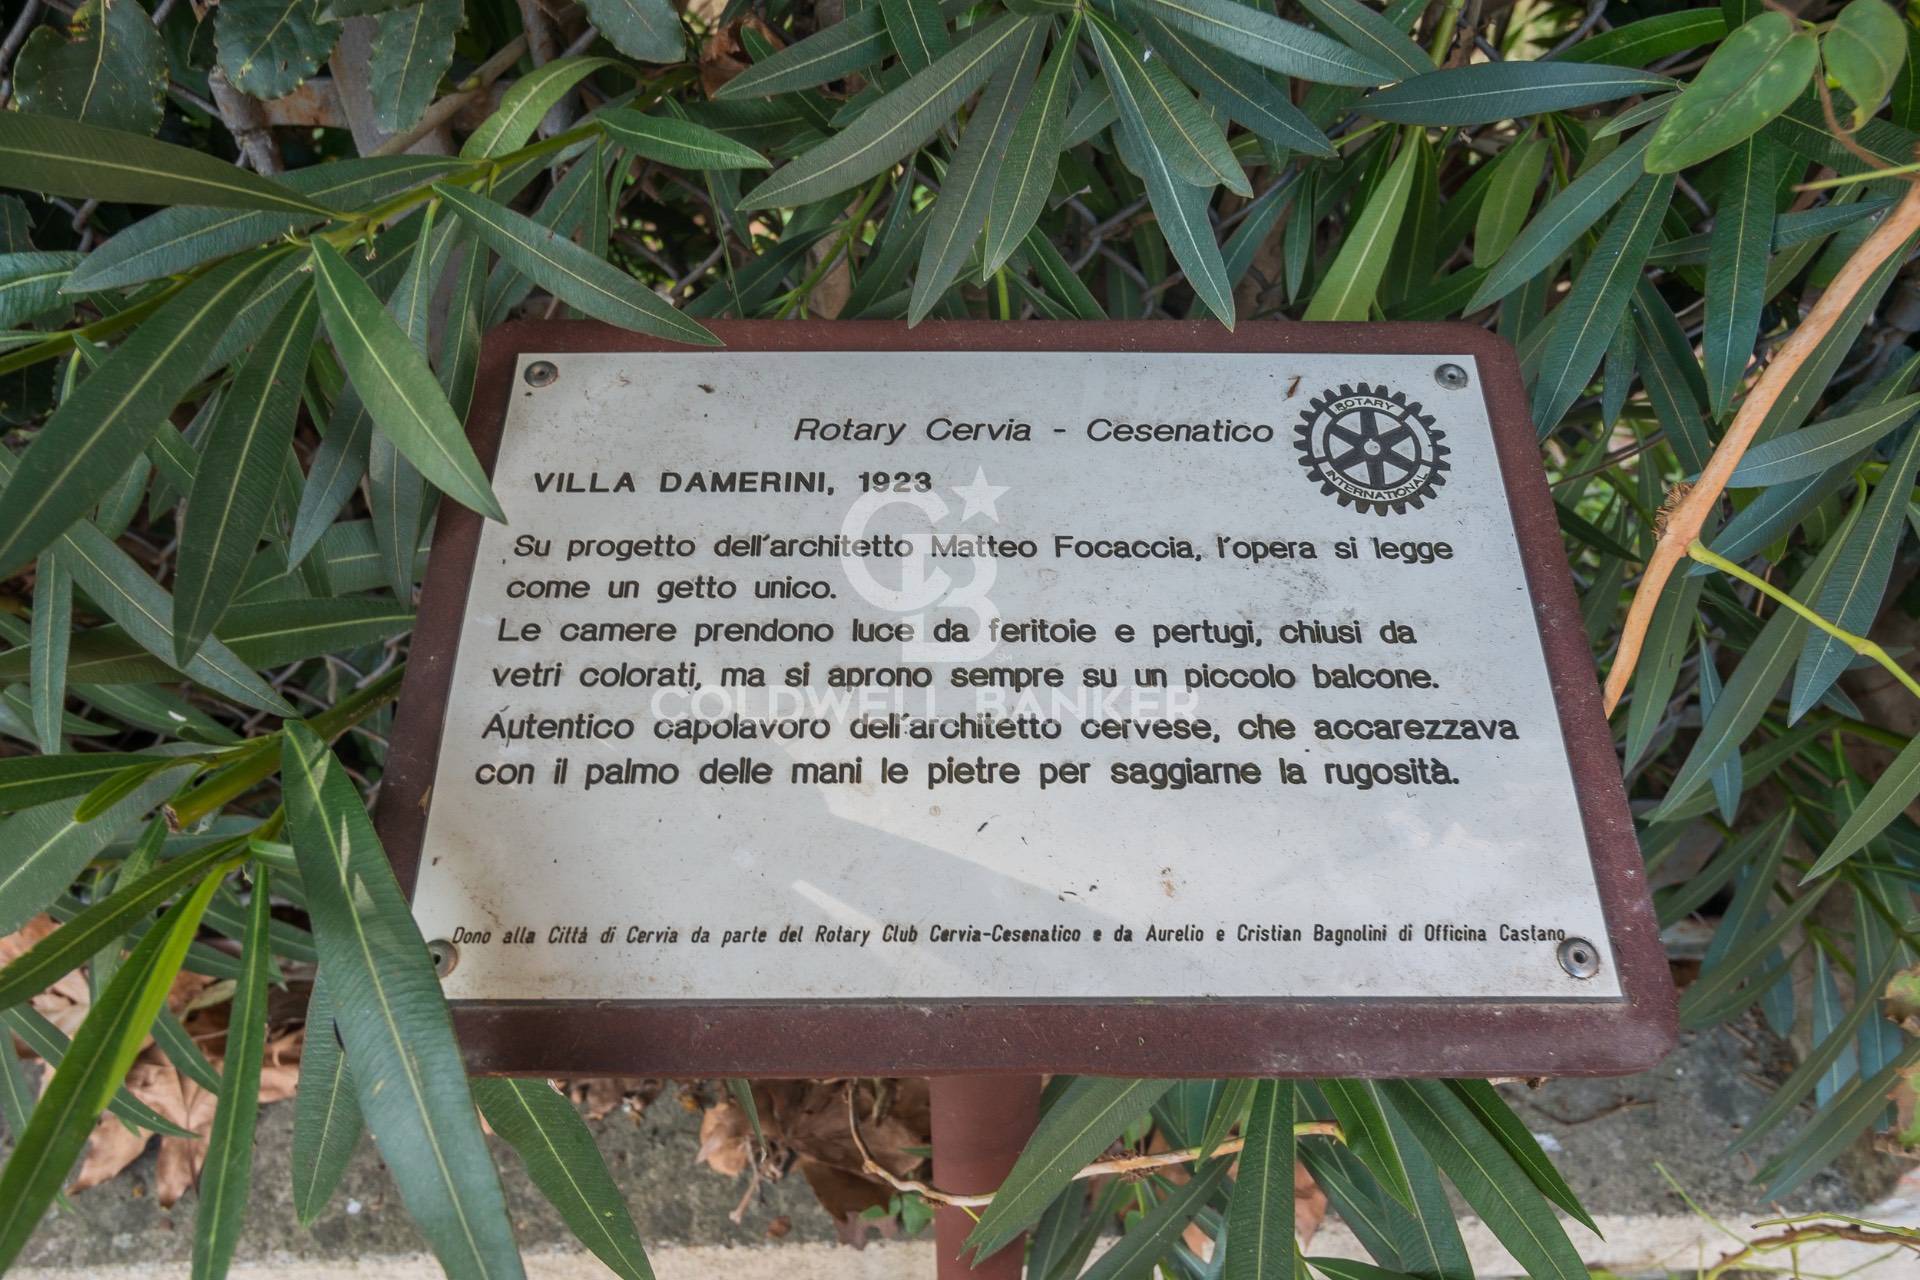 Rotary Cervia - Cesenatico
ROTARY
INTERNATIONAL
VILLA DAMERINI, 1923
Su progetto dell'architetto Matteo Focaccia, l'opera si legge
come un getto unico.
Le camere prendono luce da feritoie e pertugi, chiusi da
vetri colorati, ma si aprono sempre su un piccolo balcone.
COLDWELL BANKER
Autentico capolavoro dell'architetto cervese, che accarezzava
con il palmo delle mani le pietre per saggiarne la rugosità.
Dono alla Città di Cervia da parte del Rotary Club Cervia-Cesenatico e da Aurelio e Cristian Bagnolini di Officina Castano